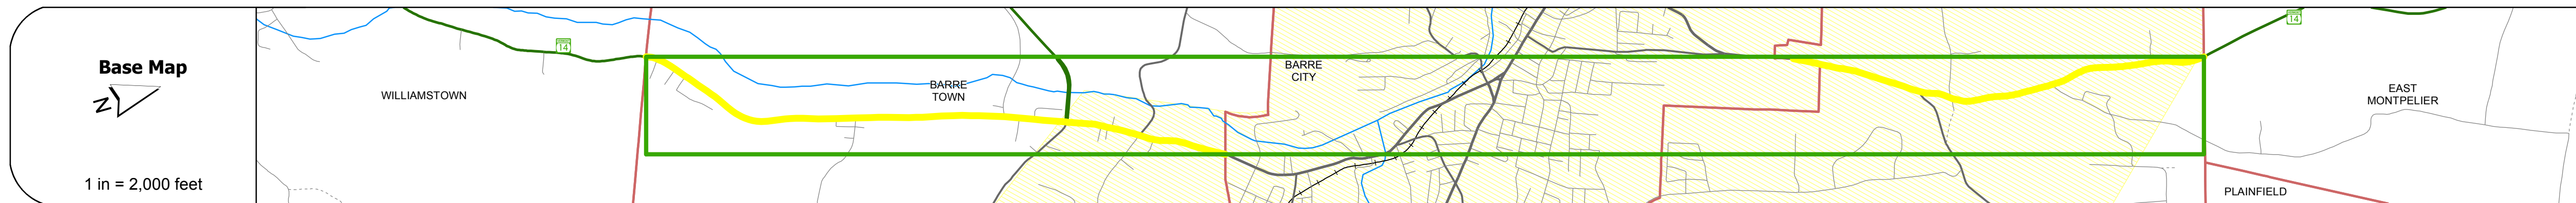 Base Map
N
1 in = 2,000 feet
WILLIAMSTOWN
14
BARRE
TOWN
BARRE
CITY
14
EAST
MONTPELIER
PLAINFIELD